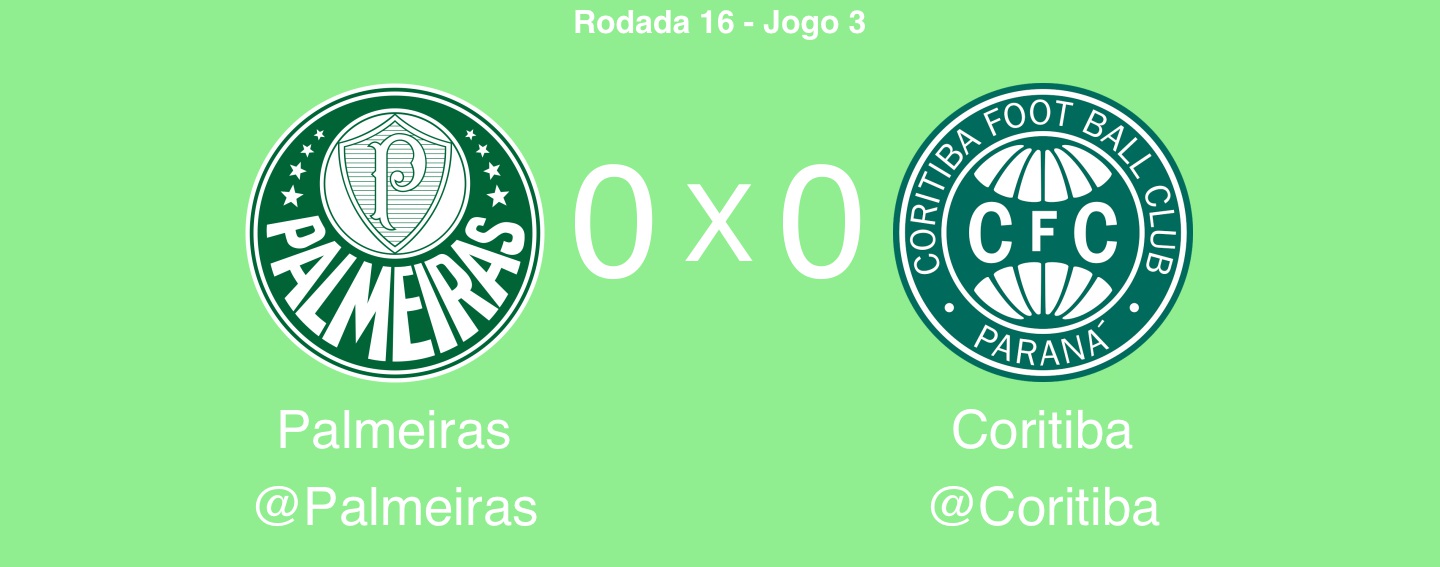 Rodada 16 - Jogo 3
P
PALMEIRAS
0 X 0
CORITIBA FOOT BALL CLUB
CFC
PARANÁ
Palmeiras
Coritiba
@Palmeiras
@Coritiba